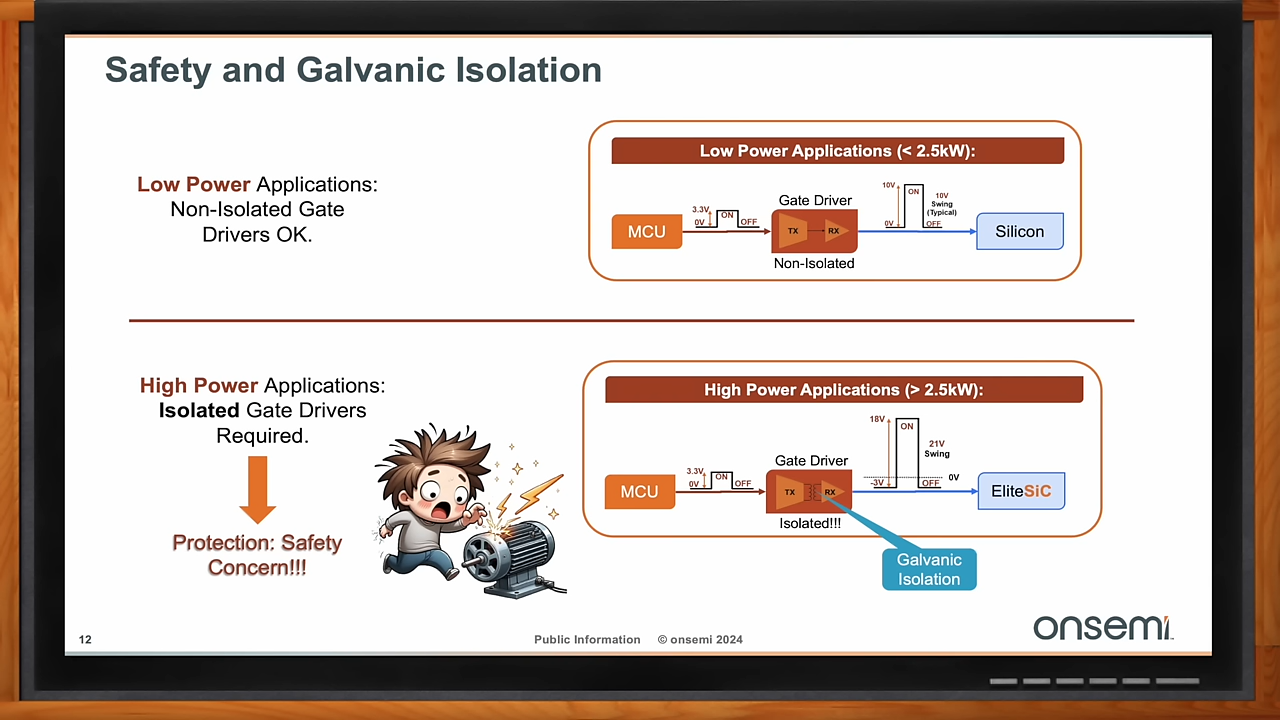 Safety and Galvanic Isolation
Low Power Applications:
Non-Isolated Gate
Drivers OK.
Low Power Applications (< 2.5kW):
MCU
3.3V
0V
ON
OFF
Gate Driver
TX
RX
Non-Isolated
10V
0V
ON
OFF
10V
Swing
(Typical)
Silicon
High Power Applications:
Isolated Gate Drivers
Required.
Protection: Safety
Concern!!!
High Power Applications (> 2.5kW):
MCU
3.3V
0V
ON
OFF
Gate Driver
TX
RX
Isolated!!!
18V
-3V
ON
OFF
21V
Swing
0V
EliteSiC
Galvanic
Isolation
12
Public Information © onsemi 2024
onsemi